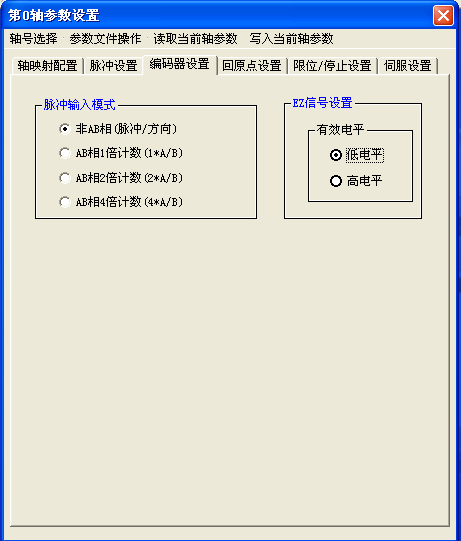 第0轴参数设置
轴号选择 参数文件操作 读取当前轴参数 写入当前轴参数
轴映射配置 脉冲设置 编码器设置 回原点设置 限位/停止设置 伺服设置
脉冲输入模式
非AB相(脉冲/方向)
AB相1倍计数(1*A/B)
AB相2倍计数(2*A/B)
AB相4倍计数(4*A/B)
EZ信号设置
有效电平
低电平
高电平